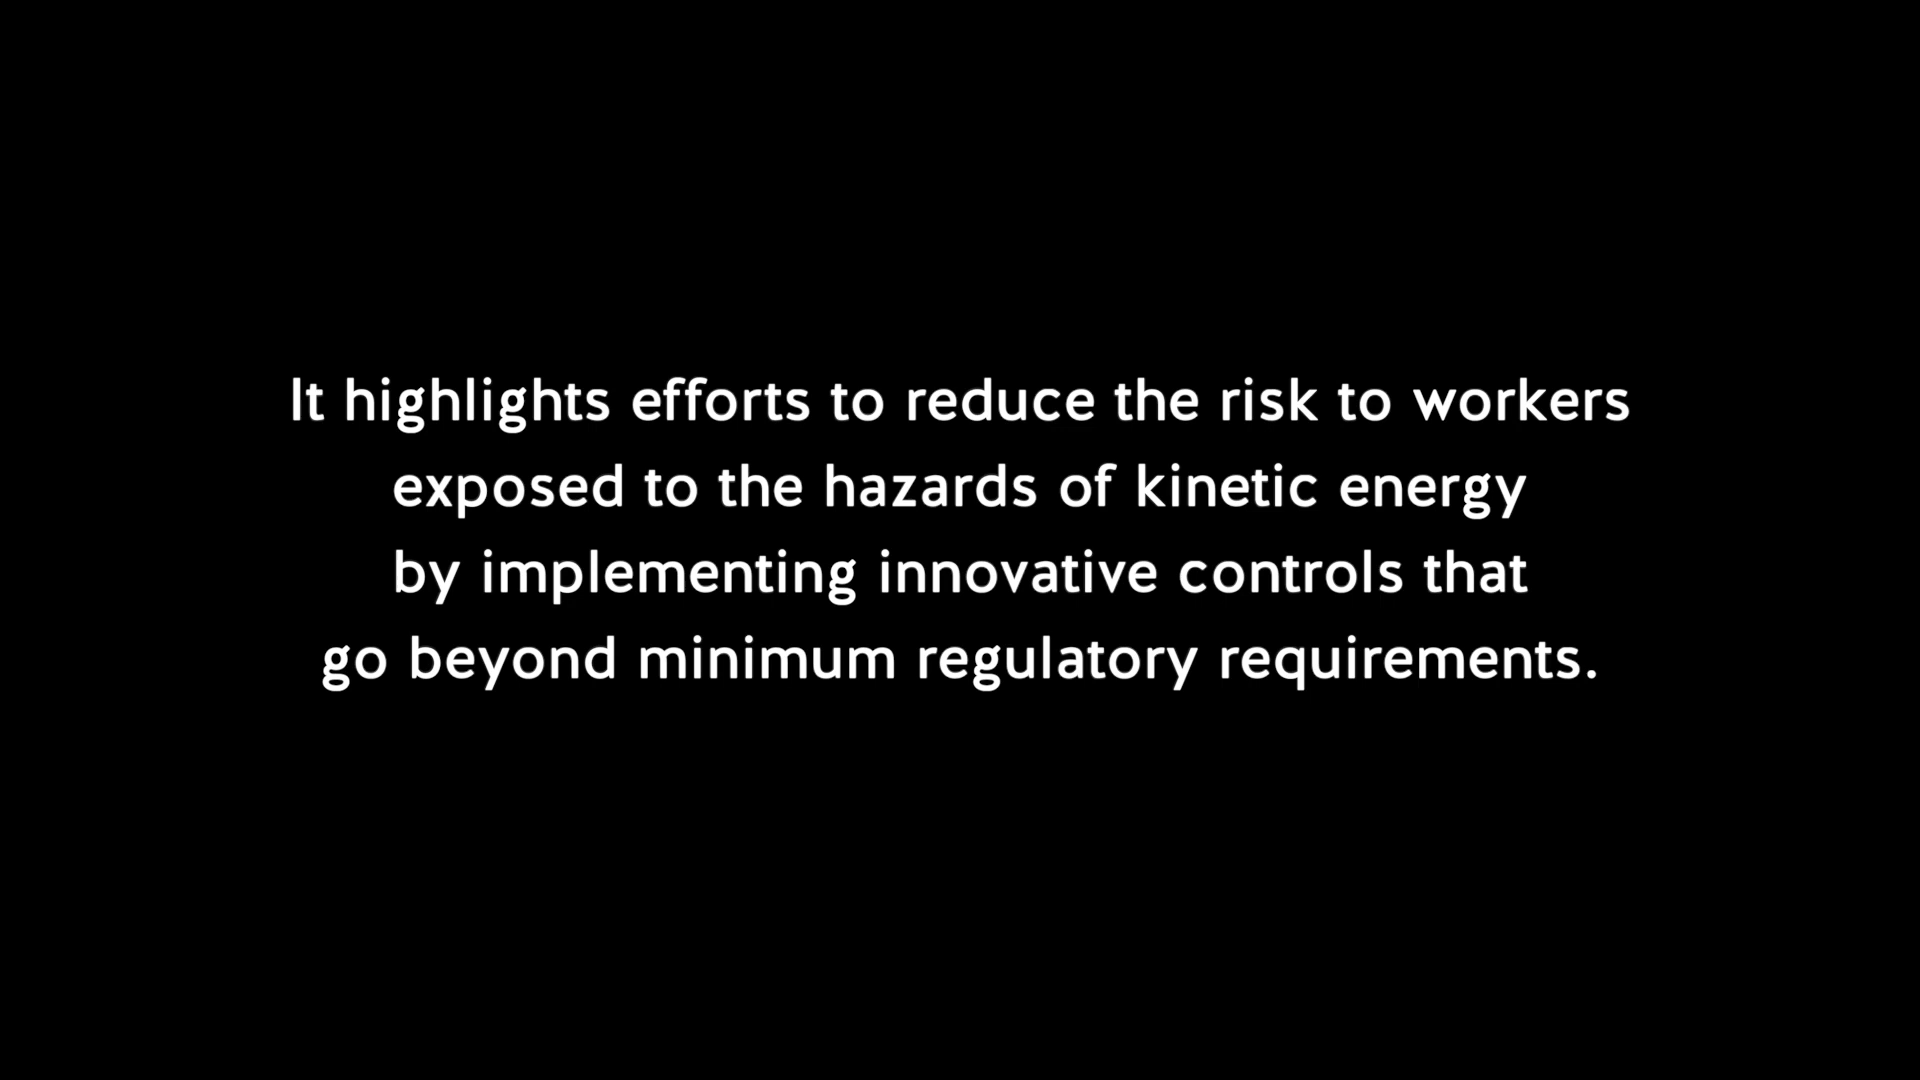 It highlights efforts to reduce the risk to workers
exposed to the hazards of kinetic energy
by implementing innovative controls that
go beyond minimum regulatory requirements.